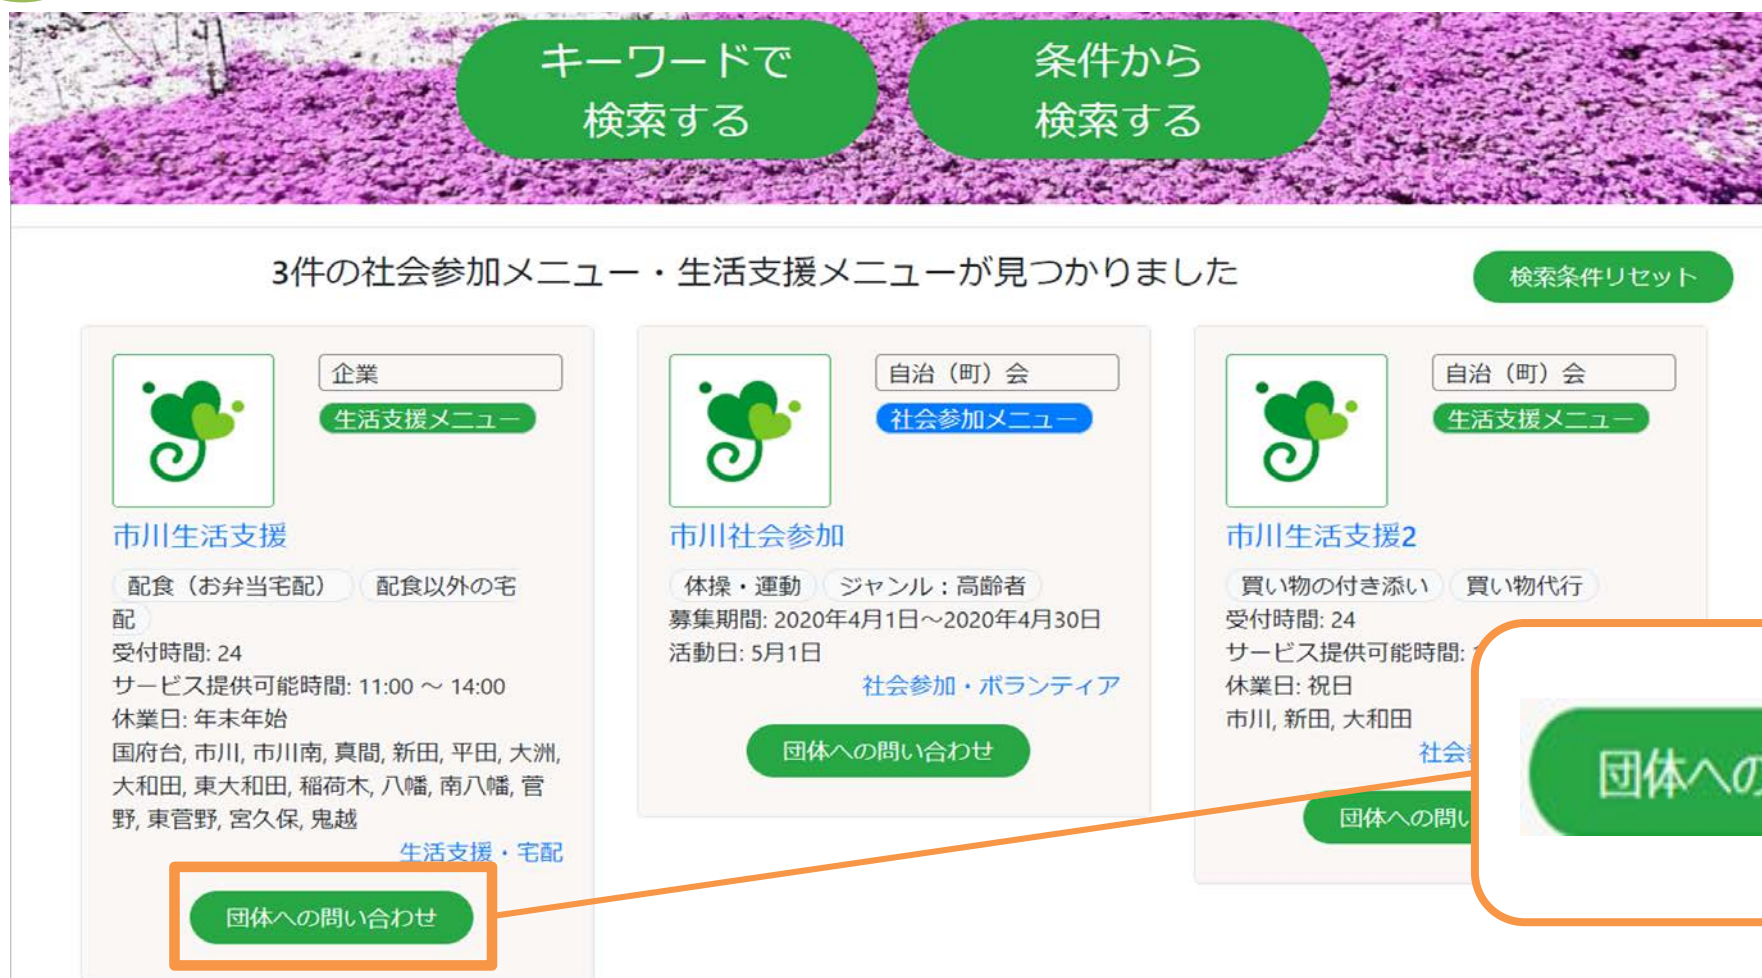 キーワードで
検索する
条件から
検索する
3件の社会参加メニュー・生活支援メニューが見つかりました
検索条件リセット
企業
生活支援メニュー
市川生活支援
配食（お弁当宅配） 配食以外の宅
配
受付時間: 24
サービス提供可能時間: 11:00 ～ 14:00
休業日: 年末年始
国府台, 市川, 市川南, 真間, 新田, 平田, 大洲,
大和田, 東大和田, 稲荷木, 八幡, 南八幡, 菅
野, 東菅野, 宮久保, 鬼越
生活支援・宅配
団体への問い合わせ
自治（町）会
社会参加メニュー
市川社会参加
体操・運動 ジャンル：高齢者
募集期間: 2020年4月1日～2020年4月30日
活動日: 5月1日
社会参加・ボランティア
団体への問い合わせ
自治（町）会
生活支援メニュー
市川生活支援2
買い物の付き添い 買い物代行
受付時間: 24
サービス提供可能時間:
休業日: 祝日
市川, 新田, 大和田
社会
団体への問い
団体への